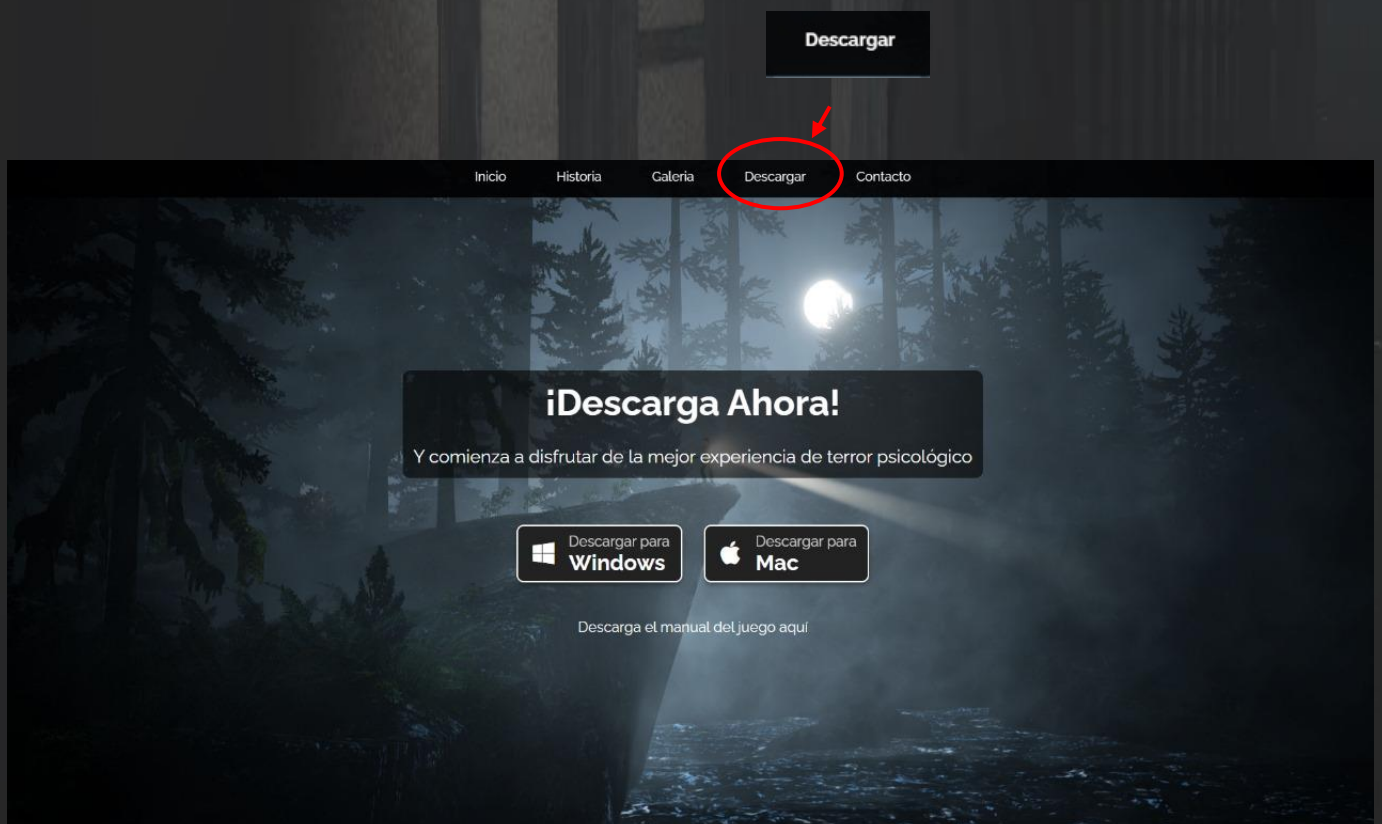 Descargar
Inicio Historia Galeria Descargar Contacto
¡Descarga Ahora!
Y comienza a disfrutar de la mejor experiencia de terror psicológico
Descargar para
Windows
Descargar para
Mac
Descarga el manual del juego aquí